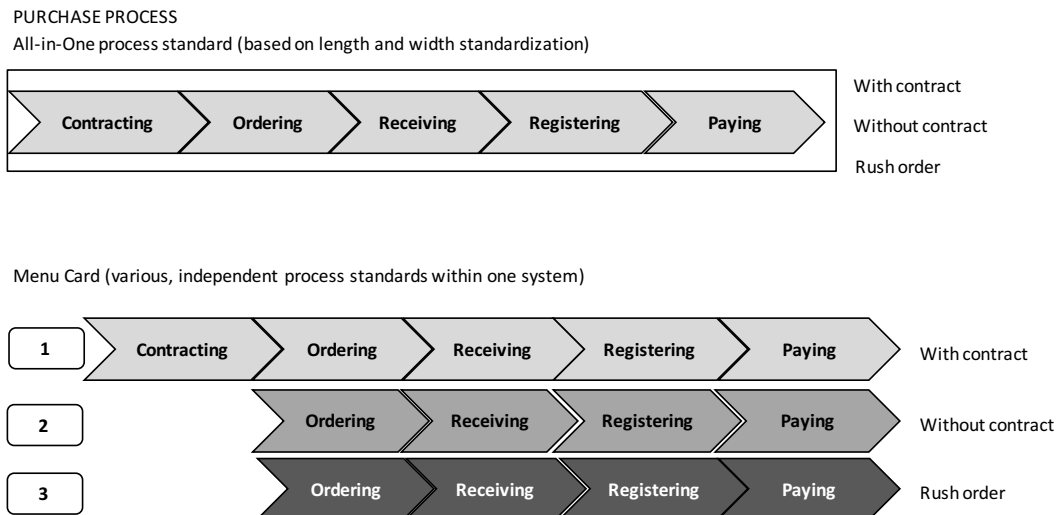 PURCHASE PROCESS
All-in-One process standard (based on length and width standardization)
With contract
Contracting Ordering Receiving Registering Paying Without contract
Rush order
Menu Card (various, independent process standards within one system)
1 Contracting Ordering Receiving Registering Paying With contract
2 Ordering Receiving Registering Paying Without contract
3 Ordering Receiving Registering Paying Rush order